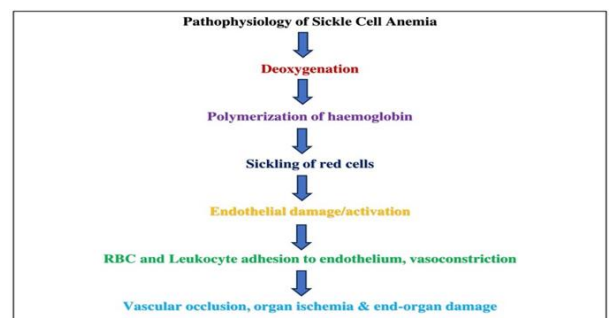 Pathophysiology of Sickle Cell Anemia
Deoxygenation
Polymerization of haemoglobin
Sickling of red cells
Endothelial damage/activation
RBC and Leukocyte adhesion to endothelium, vasoconstriction
Vascular occlusion, organ ischemia & end-organ damage